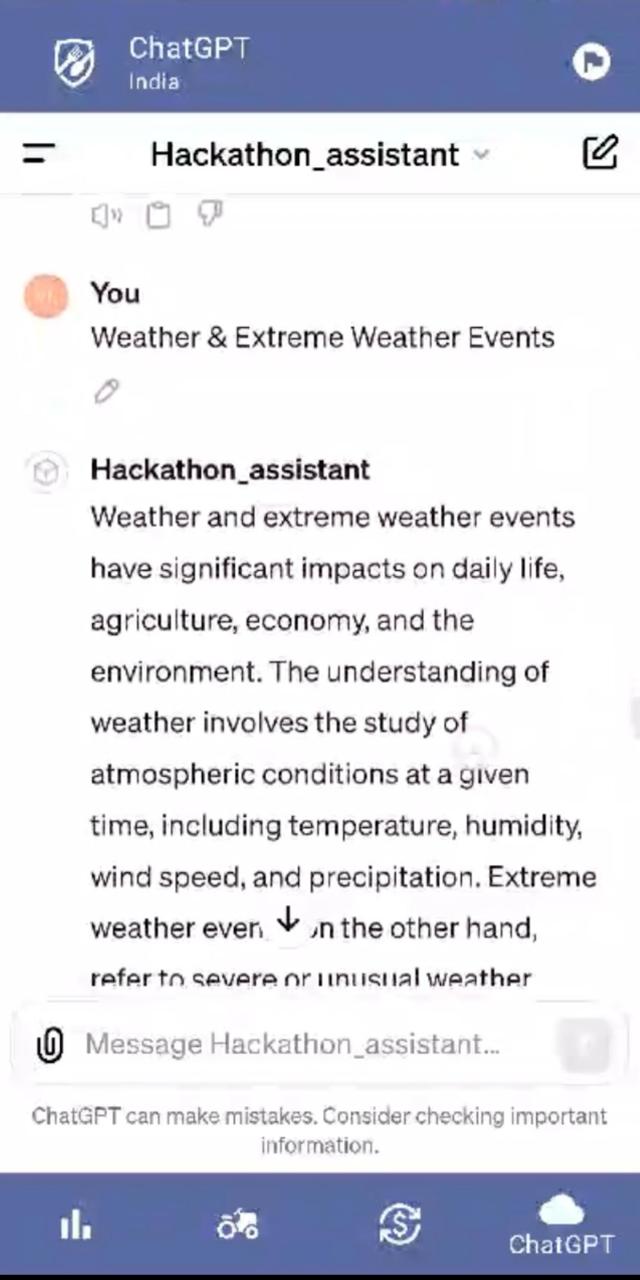 ChatGPT
India
Hackathon_assistant
You
Weather & Extreme Weather Events
Hackathon_assistant
Weather and extreme weather events
have significant impacts on daily life,
agriculture, economy, and the
environment. The understanding of
weather involves the study of
atmospheric conditions at a given
time, including temperature, humidity,
wind speed, and precipitation. Extreme
weather on the other hand,
refer to severe or unusual weather
Message Hackathon_assistant...
ChatGPT can make mistakes. Consider checking important
information.
ChatGPT